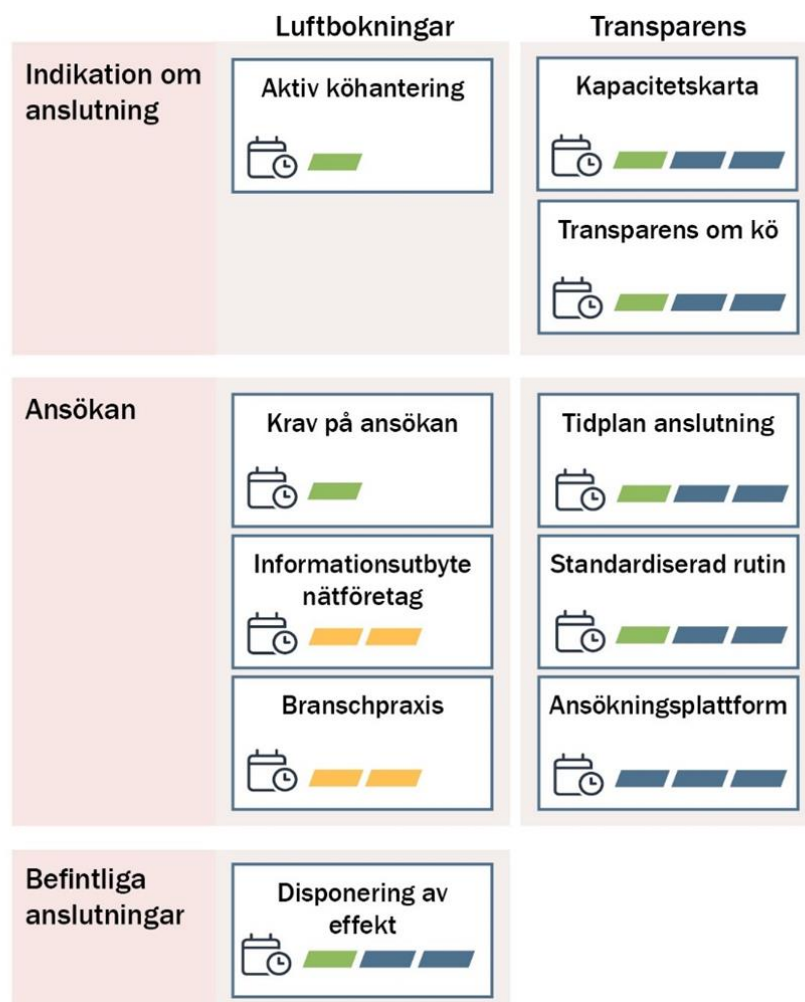 Luftbokningar
Transparens
Indikation om
anslutning
Aktiv köhantering
Kapacitetskarta
Transparens om kö
Ansökan
Krav på ansökan
Tidplan anslutning
Informationsutbyte
nätföretag
Standardiserad rutin
Branschpraxis
Ansökningsplattform
Befintliga
anslutningar
Disponering av
effekt